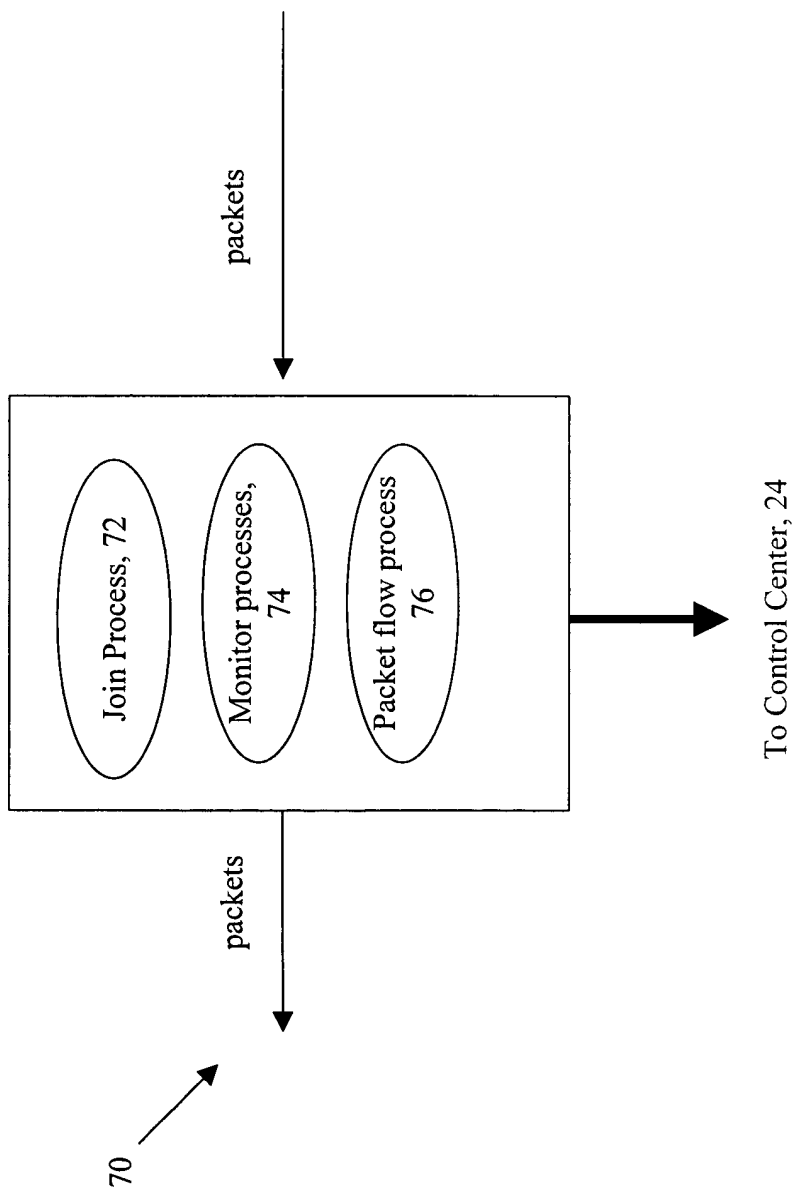 packets
Join Process, 72
Monitor processes,
74
Packet flow process
76
packets
70
To Control Center, 24